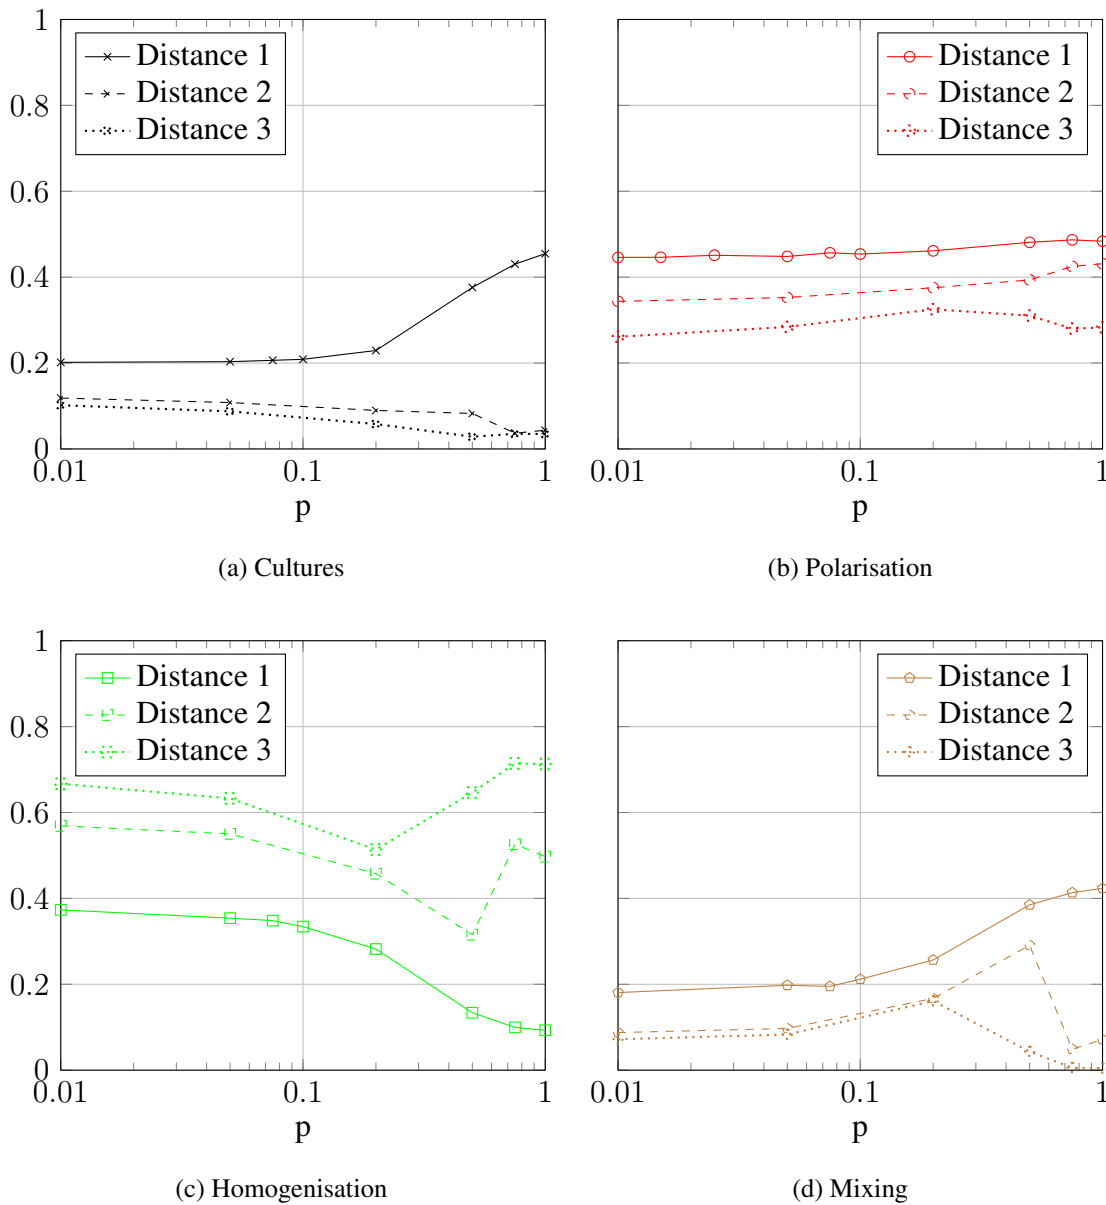 1
0.8
0.6
0.4
0.2
0
0.01
0.1
1
p
Distance 1
Distance 2
Distance 3
(a) Cultures
Distance 1
Distance 2
Distance 3
0.01
0.1
1
p
(b) Polarisation
1
0.8
0.6
0.4
0.2
0
0.01
0.1
1
p
Distance 1
Distance 2
Distance 3
(c) Homogenisation
Distance 1
Distance 2
Distance 3
0.01
0.1
1
p
(d) Mixing